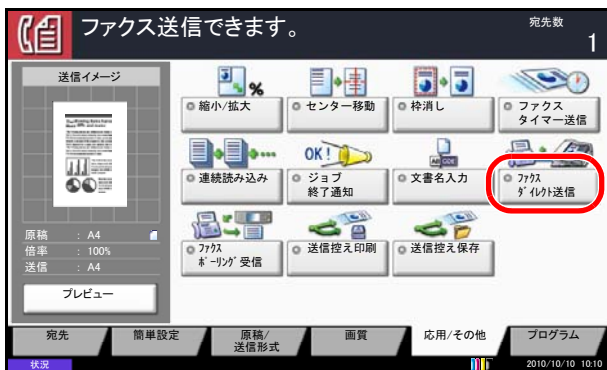 ファクス送信できます。
宛先数
1
送信イメージ
原稿 : A4
倍率 : 100%
送信 : A4
プレビュー
%
縮小/拡大
センター移動
枠消し
ファクス
タイマー送信
OK!
ABCDE
連続読み込み
ジョブ
終了通知
文書名入力
ﾌｧｸｽ
ﾀﾞｲﾚｸﾄ送信
ﾌｧｸｽ
ﾎﾟｰﾘﾝｸﾞ受信
送信控え印刷
送信控え保存
宛先
簡単設定
原稿/
送信形式
画質
応用/その他
プログラム
状況
2010/10/10 10:10